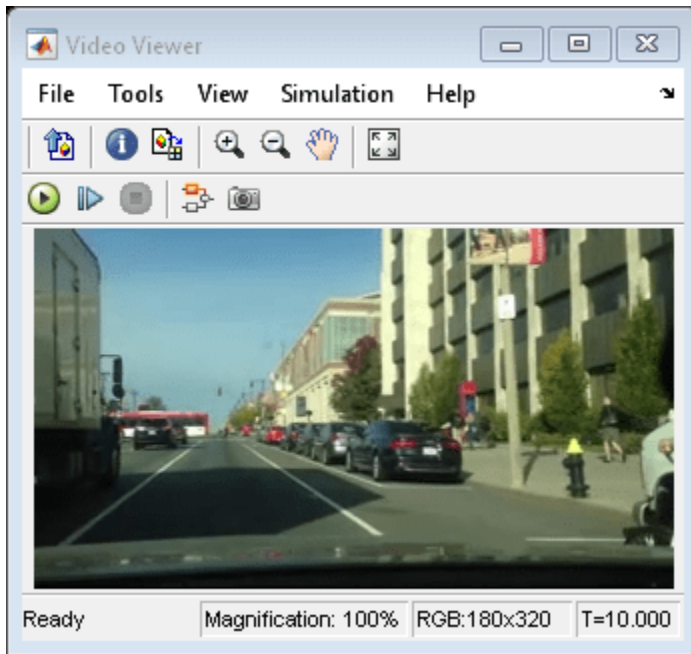 Video Viewer
File Tools View Simulation Help
Ready Magnification: 100% RGB:180x320 T=10.000